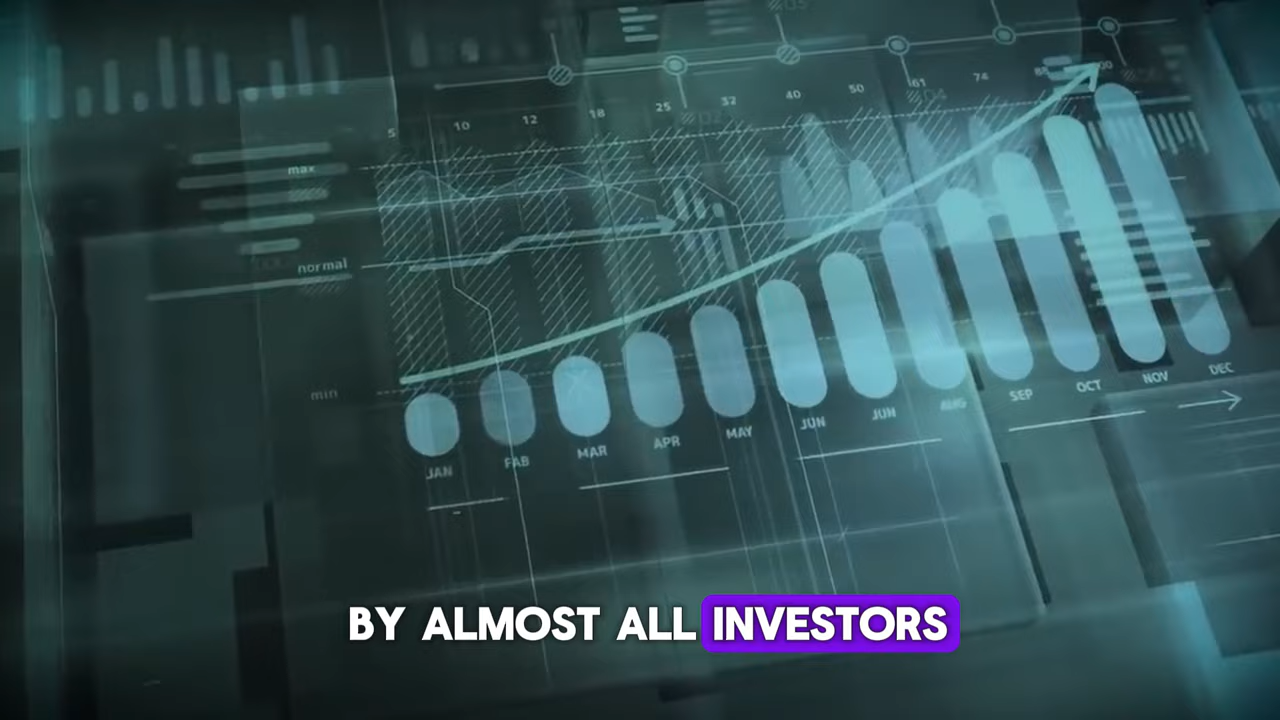 5 10 12 18 25 32 40 50 61 74
max
normal
min
JAN FAB MAR APR MAY JUN JUN AUG SEP OCT NOV DEC
BY ALMOST ALL INVESTORS